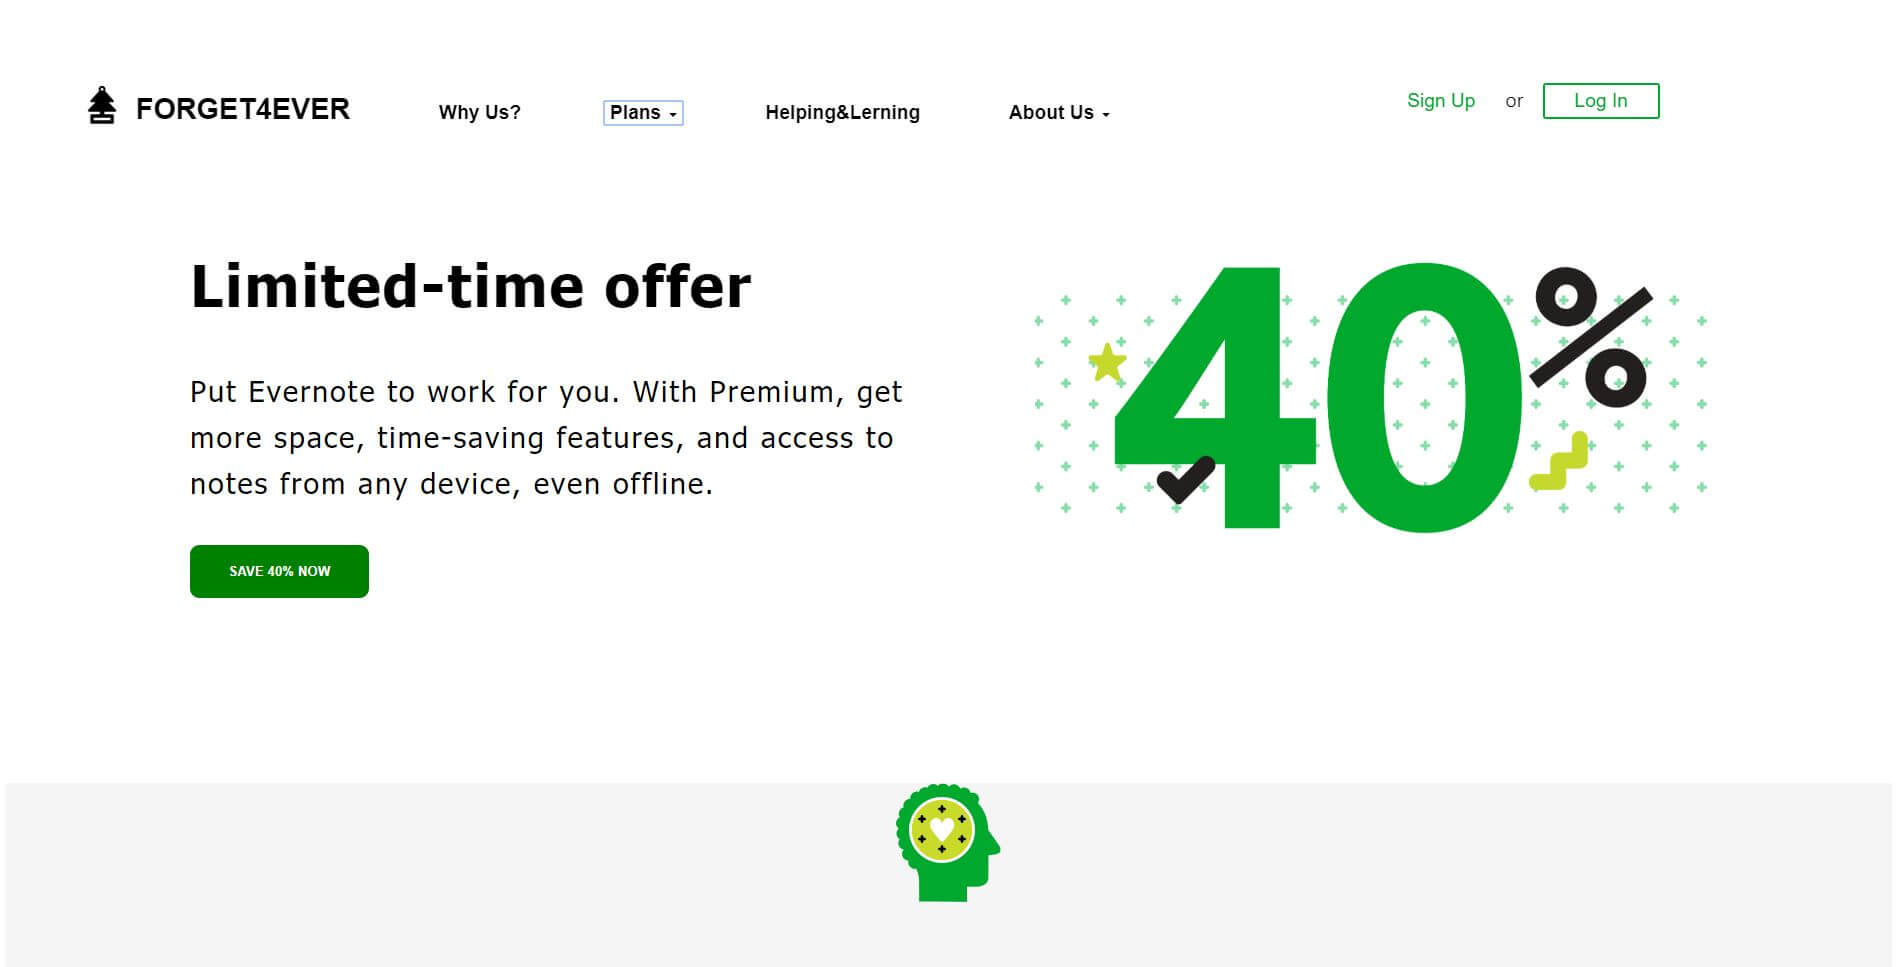 FORGET4EVER
Why Us?
Plans
Helping&Lerning
About Us
Sign Up
or
Log In
Limited-time offer
Put Evernote to work for you. With Premium, get
more space, time-saving features, and access to
notes from any device, even offline.
SAVE 40% NOW
40%